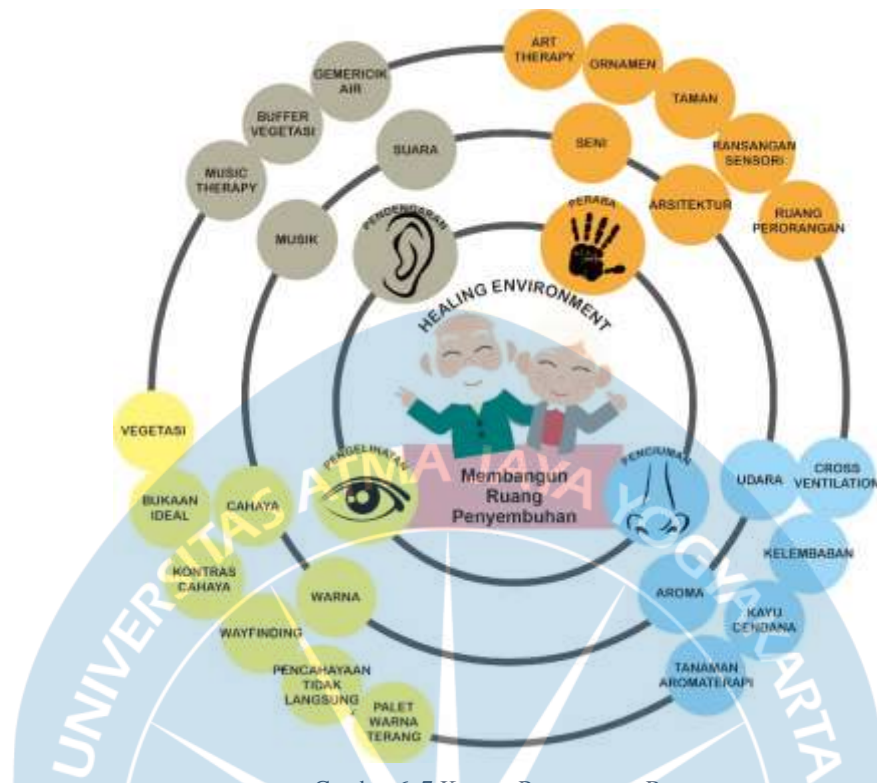 ART
THERAPY
ORNAMEN
TAMAN
RANSANGAN
SENSORI
RUANG
PERORANGAN
GEMERICIK
AIR
BUFFER
VEGETASI
MUSIC
THERAPY
SUARA
MUSIK
SENI
ARSITEKTUR
PENDENGARAN
PERABA
HEALING ENVIRONMENT
PENGELIHATAN
PENCIUMAN
Membangun
Ruang
Penyembuhan
VEGETASI
BUKAAN
IDEAL
KONTRAS
CAHAYA
WAYFINDING
PENCAHAYAAN
TIDAK
LANGSUNG
PALET
WARNA
TERANG
CAHAYA
WARNA
UDARA
AROMA
CROSS
VENTILATION
KELEMBABAN
KAYU
CENDANA
TANAMAN
AROMATERAPI
UNIVERSITAS ATMA JAYA YOGYAKARTA